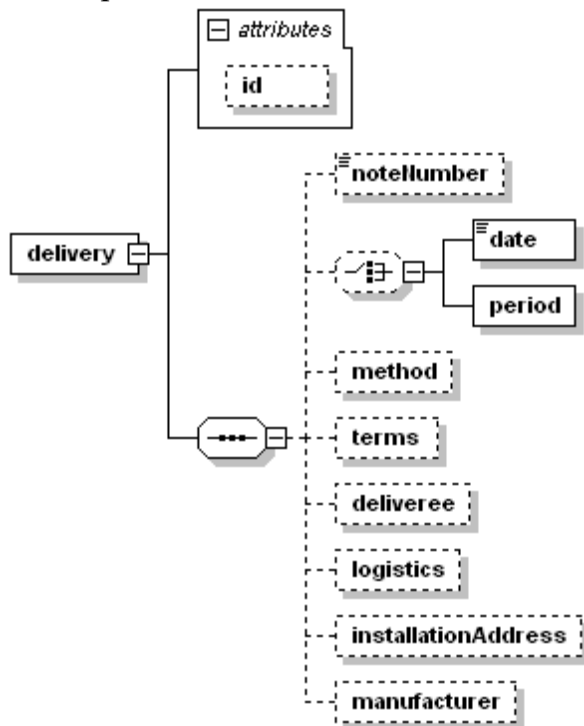 attributes
id
noteNumber
delivery
date
period
method
terms
deliveree
logistics
installationAddress
manufacturer